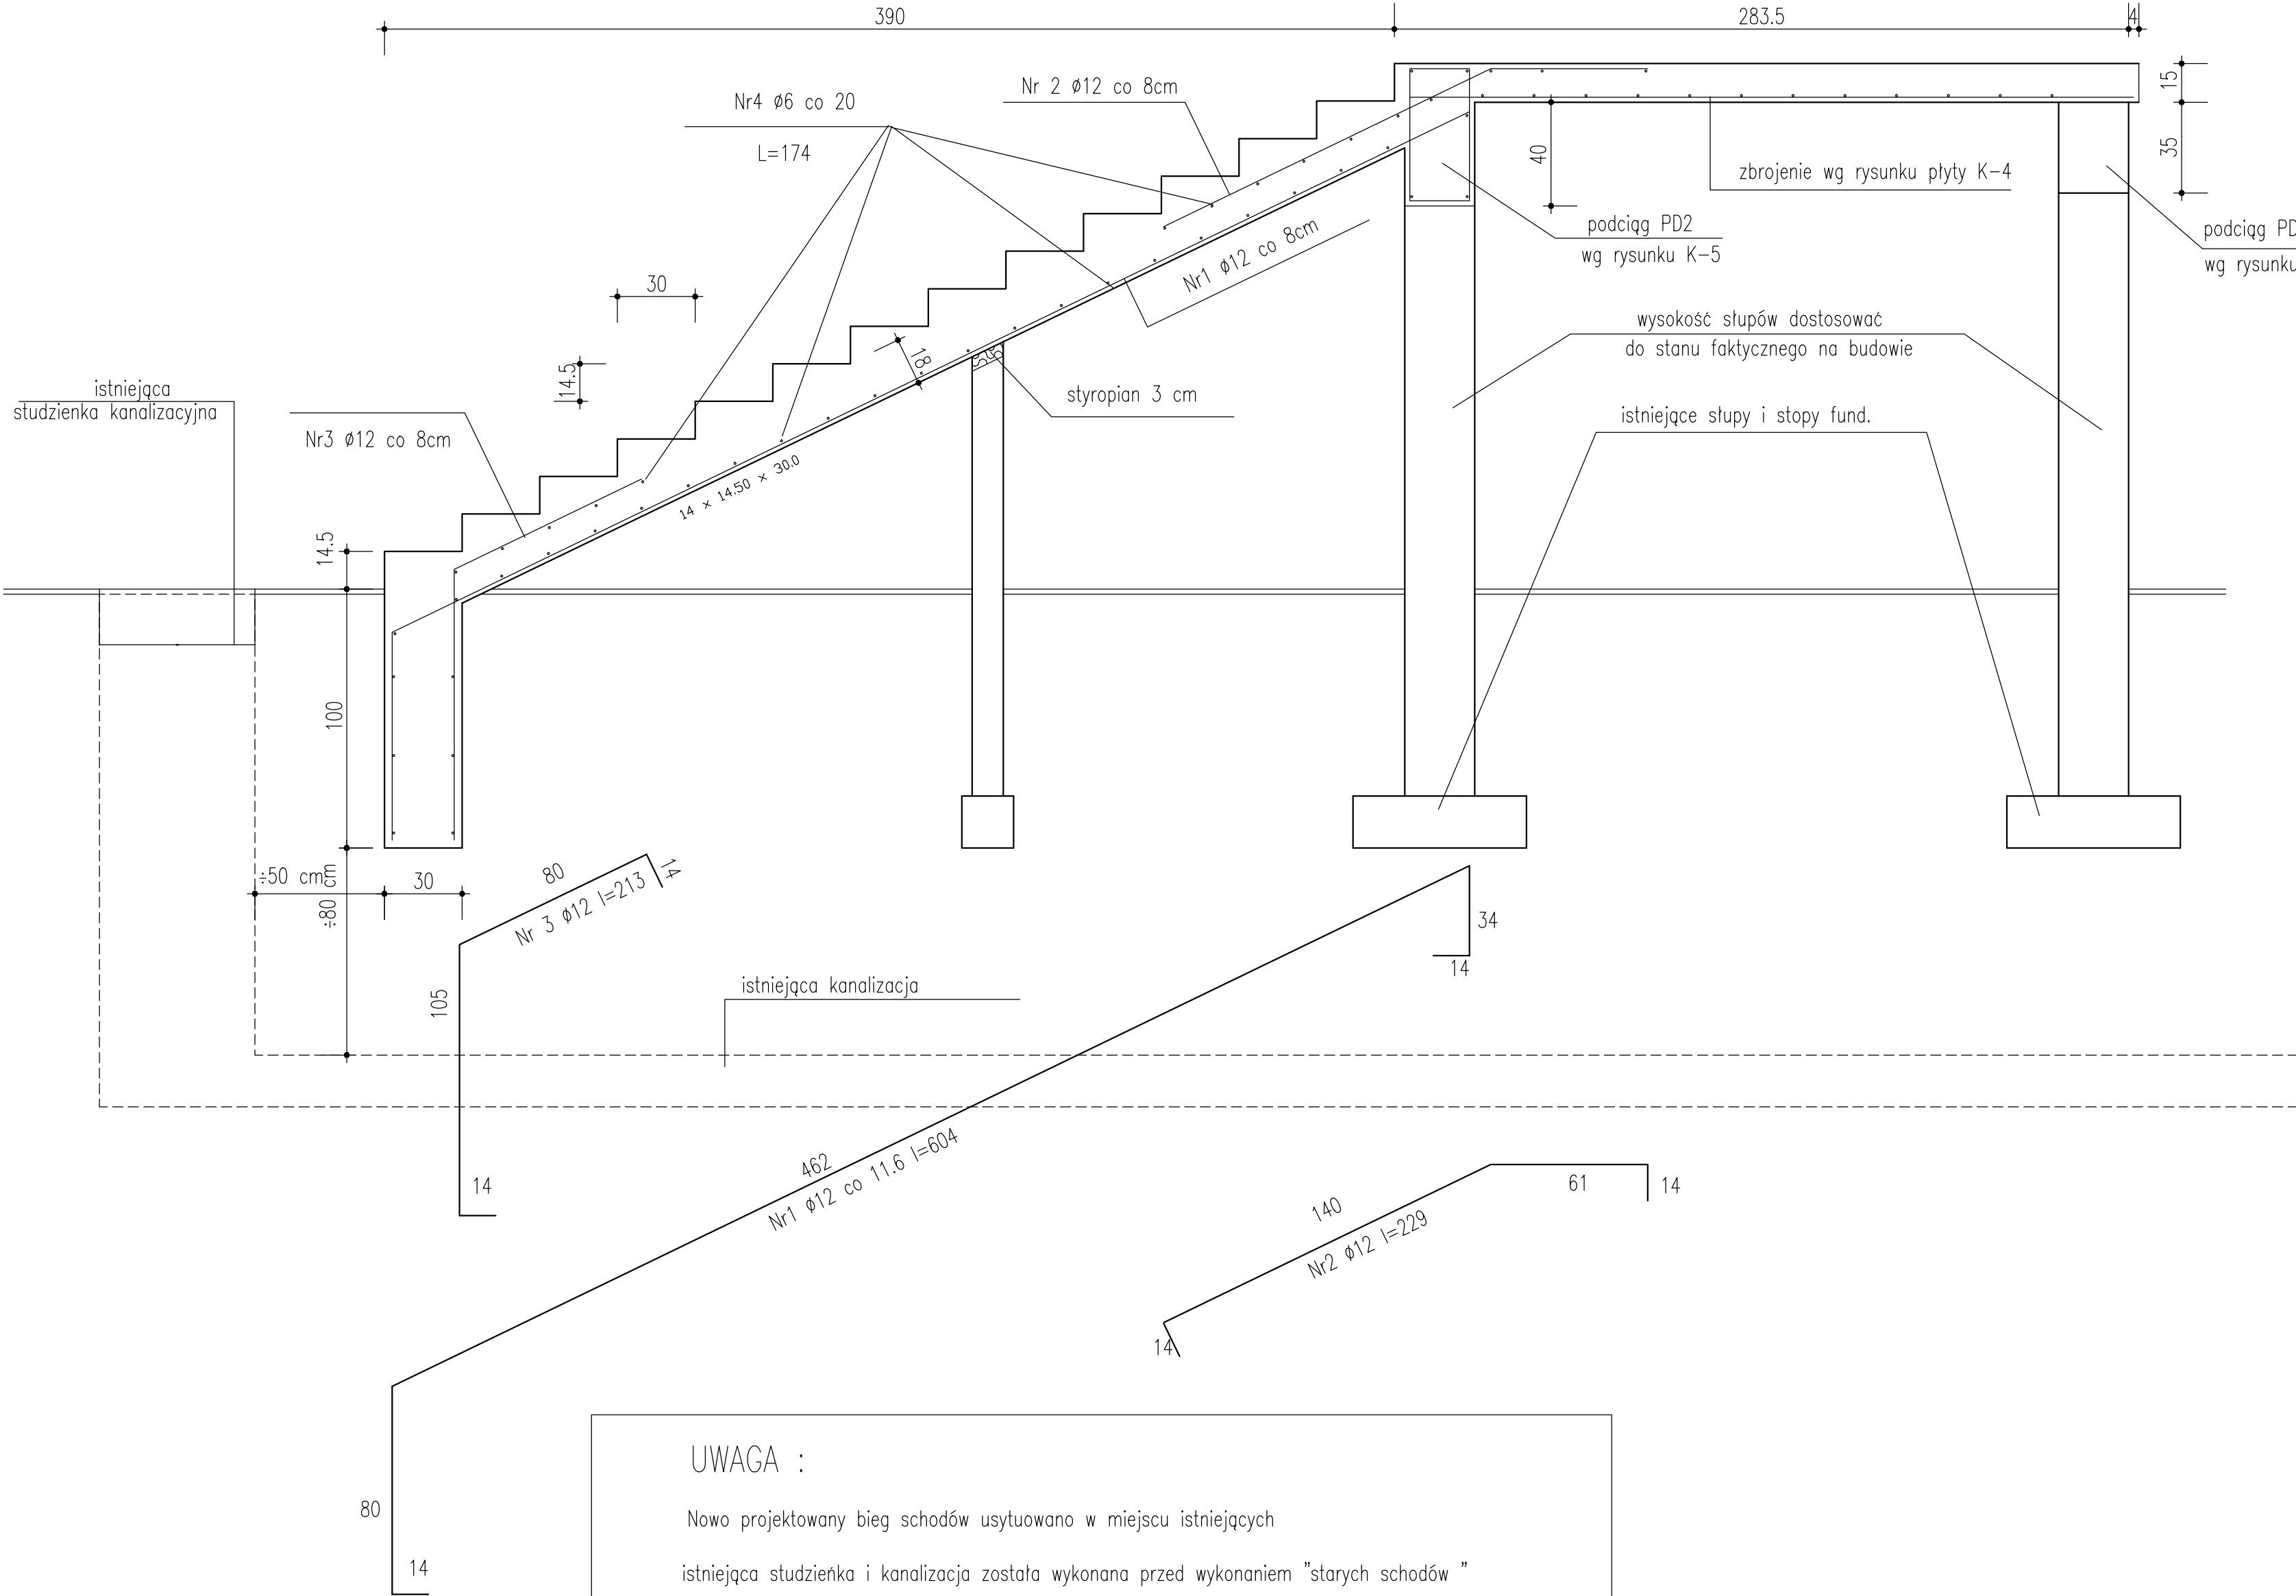 390
283.5
4
15
35
Nr 2 ø12 co 8cm
Nr4 ø6 co 20
L=174
40
zbrojenie wg rysunku płyty K-4
podciąg PD2
wg rysunku K-5
podciąg PD
wg rysunku
Nr1 ø12 co 8cm
30
14.5
18
wysokość słupów dostosować
do stanu faktycznego na budowie
styropian 3 cm
istniejące słupy i stopy fund.
istniejąca
studzienka kanalizacyjna
Nr3 ø12 co 8cm
14 x 14.50 x 30.0
14.5
100
÷50 cm
30
÷80 cm
80
14
Nr 3 ø12 l=213
105
14
34
14
istniejąca kanalizacja
462
Nr1 ø12 co 11.6 l=604
140
61
14
Nr2 ø12 l=229
14
80
14
UWAGA :
Nowo projektowany bieg schodów usytuowano w miejscu istniejących
istniejąca studzieńka i kanalizacja została wykonana przed wykonaniem "starych schodów "